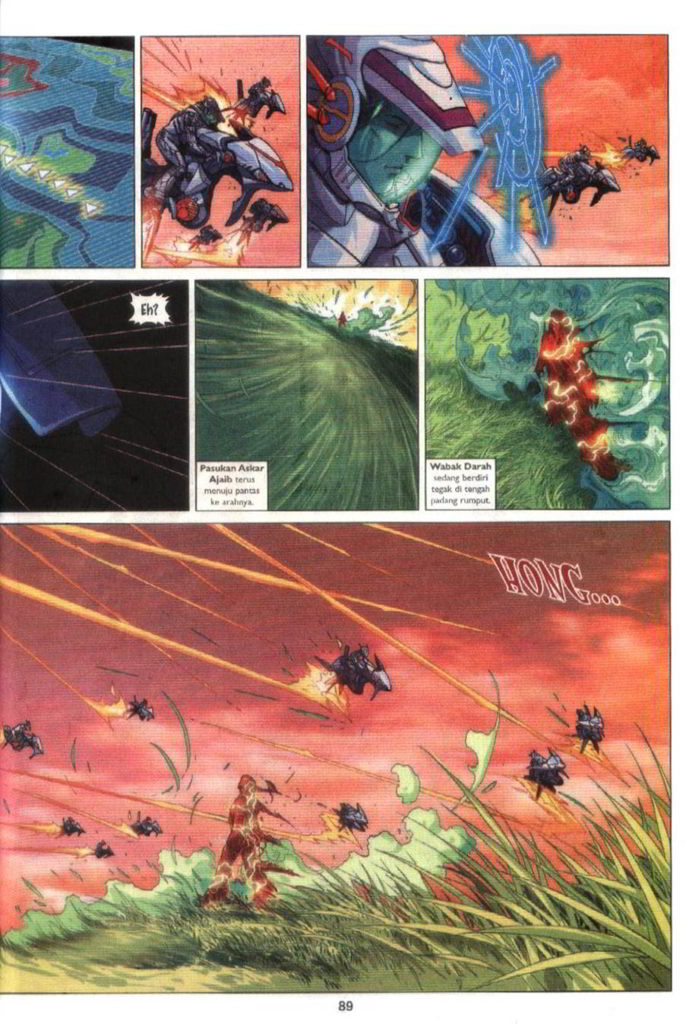 Eh?
Pasukan Askar
Ajaib terus
menuju pantas
ke arahnya.
Wabak Darah
sedang berdiri
tegak di tengah
padang rumput.
HONG...
89